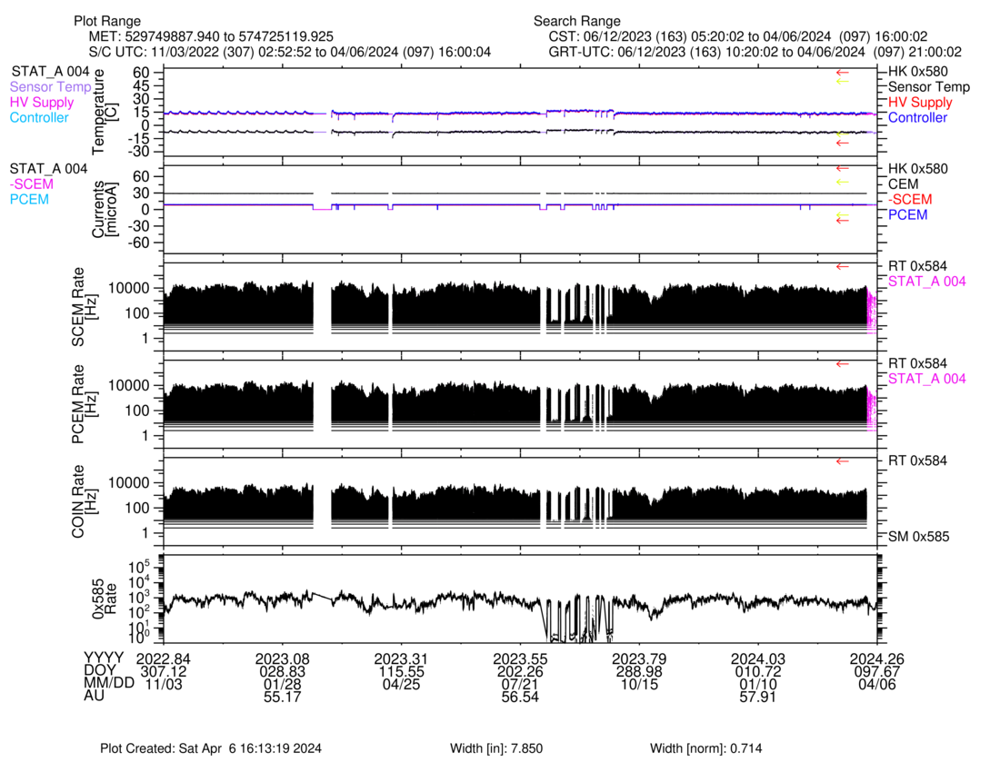 Plot Range Search Range
MET: 529749887.940 to 574725119.925 CST: 06/12/2023 (163) 05:20:02 to 04/06/2024 (097) 16:00:02
S/C UTC: 11/03/2022 (307) 02:52:52 to 04/06/2024 (097) 16:00:04 GRT-UTC: 06/12/2023 (163) 10:20:02 to 04/06/2024 (097) 21:00:02
STAT_A 004
Sensor Temp
HV Supply
Controller
Temperature
[C]
60
45
30
15
0
-15
-30
HK 0x580
Sensor Temp
HV Supply
Controller
STAT_A 004
-SCEM
PCEM
Currents
[microA]
60
30
0
-30
-60
HK 0x580
CEM
-SCEM
PCEM
SCEM Rate
[Hz]
10000
100
1
RT 0x584
STAT_A 004
PCEM Rate
[Hz]
10000
100
1
RT 0x584
STAT_A 004
COIN Rate
[Hz]
10000
100
1
RT 0x584
SM 0x585
0x585
Rate
10⁵
10⁴
10³
10²
10¹
10⁰
YYYY 2022.84 2023.08 2023.31 2023.55 2023.79 2024.03 2024.26
DOY 307.12 028.83 115.55 202.26 288.98 010.72 097.67
MM/DD 11/03 01/28 04/25 07/21 10/15 01/10 04/06
AU 55.17 56.54 57.91
Plot Created: Sat Apr 6 16:13:19 2024 Width [in]: 7.850 Width [norm]: 0.714